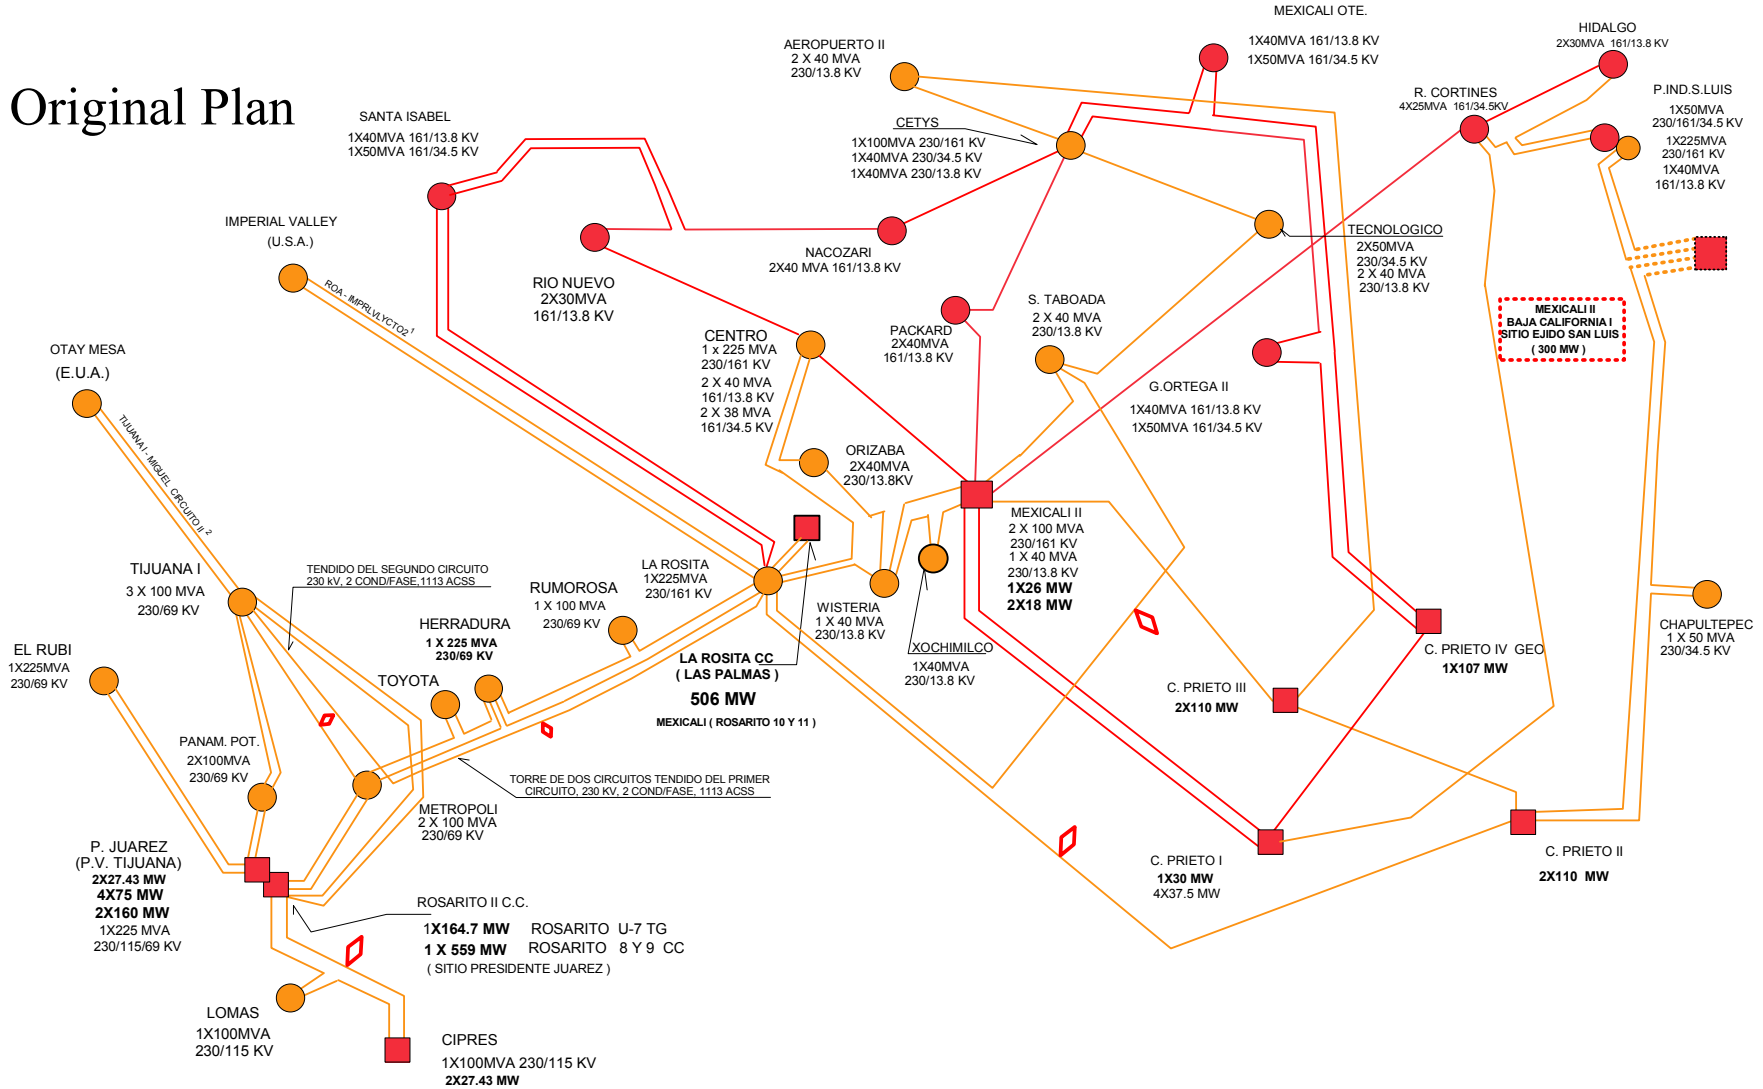 Original Plan
SANTA ISABEL
1X40MVA 161/13.8 KV
1X50MVA 161/34.5 KV
AEROPUERTO II
2 X 40 MVA
230/13.8 KV
MEXICALI OTE.
1X40MVA 161/13.8 KV
1X50MVA 161/34.5 KV
HIDALGO
2X30MVA 161/13.8 KV
R. CORTINES
4X25MVA 161/34.5KV
P.IND.S.LUIS
1X50MVA
230/161/34.5 KV
1X225MVA
230/161 KV
1X40MVA
161/13.8 KV
CETYS
1X100MVA 230/161 KV
1X40MVA 230/34.5 KV
1X40MVA 230/13.8 KV
IMPERIAL VALLEY
(U.S.A.)
ROA - IMPRLVLYCTO2 1
RIO NUEVO
2X30MVA
161/13.8 KV
NACOZARI
2X40 MVA 161/13.8 KV
TECNOLOGICO
2X50MVA
230/34.5 KV
2 X 40 MVA
230/13.8 KV
S. TABOADA
2 X 40 MVA
230/13.8 KV
PACKARD
2X40MVA
161/13.8 KV
CENTRO
1 x 225 MVA
230/161 KV
2 X 40 MVA
161/13.8 KV
2 X 38 MVA
161/34.5 KV
MEXICALI II
BAJA CALIFORNIA I
SITIO EJIDO SAN LUIS
( 300 MW )
OTAY MESA
(E.U.A.)
TIJUANA I - MIGUEL CIRCUITO II 2
G.ORTEGA II
1X40MVA 161/13.8 KV
1X50MVA 161/34.5 KV
ORIZABA
2X40MVA
230/13.8KV
MEXICALI II
2 X 100 MVA
230/161 KV
1 X 40 MVA
230/13.8 KV
1X26 MW
2X18 MW
TIJUANA I
3 X 100 MVA
230/69 KV
TENDIDO DEL SEGUNDO CIRCUITO
230 kV, 2 COND/FASE,1113 ACSS
RUMOROSA
1 X 100 MVA
230/69 KV
LA ROSITA
1X225MVA
230/161 KV
WISTERIA
1 X 40 MVA
230/13.8 KV
XOCHIMILCO
1X40MVA
230/13.8 KV
HERRADURA
1 X 225 MVA
230/69 KV
LA ROSITA CC
( LAS PALMAS )
506 MW
MEXICALI ( ROSARITO 10 Y 11 )
C. PRIETO IV GEO
1X107 MW
CHAPULTEPEC
1 X 50 MVA
230/34.5 KV
EL RUBI
1X225MVA
230/69 KV
TOYOTA
C. PRIETO III
2X110 MW
PANAM. POT.
2X100MVA
230/69 KV
TORRE DE DOS CIRCUITOS TENDIDO DEL PRIMER
CIRCUITO, 230 KV, 2 COND/FASE, 1113 ACSS
METROPOLI
2 X 100 MVA
230/69 KV
P. JUAREZ
(P.V. TIJUANA)
2X27.43 MW
4X75 MW
2X160 MW
1X225 MVA
230/115/69 KV
C. PRIETO I
1X30 MW
4X37.5 MW
C. PRIETO II
2X110 MW
ROSARITO II C.C.
1X164.7 MW ROSARITO U-7 TG
1 X 559 MW ROSARITO 8 Y 9 CC
( SITIO PRESIDENTE JUAREZ )
LOMAS
1X100MVA
230/115 KV
CIPRES
1X100MVA 230/115 KV
2X27.43 MW